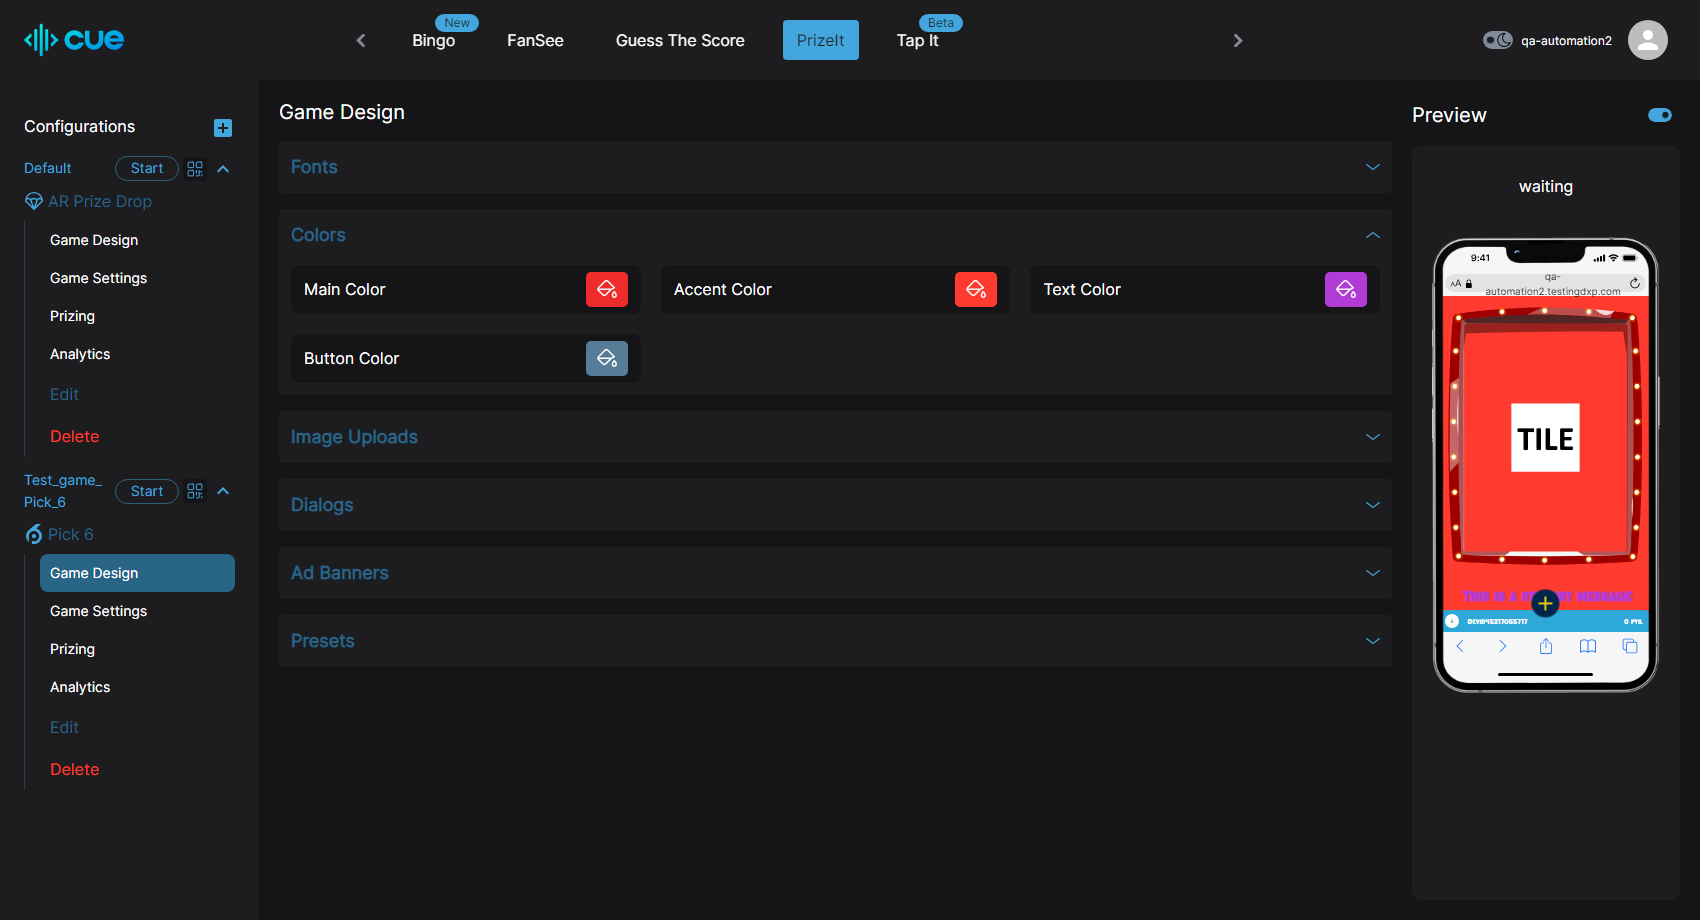 cue
New
Bingo
FanSee
Guess The Score
PrizeIt
Beta
Tap It
qa-automation2
Configurations
Default
Start
AR Prize Drop
Game Design
Game Settings
Prizing
Analytics
Edit
Delete
Test_game_
Pick_6
Start
Pick 6
Game Design
Game Settings
Prizing
Analytics
Edit
Delete
Game Design
Fonts
Colors
Main Color
Accent Color
Text Color
Button Color
Image Uploads
Dialogs
Ad Banners
Presets
Preview
waiting
9:41
AA
qa-
automation2.testingdxp.com
TILE
THIS IS A MESSAGE
0 PTS.